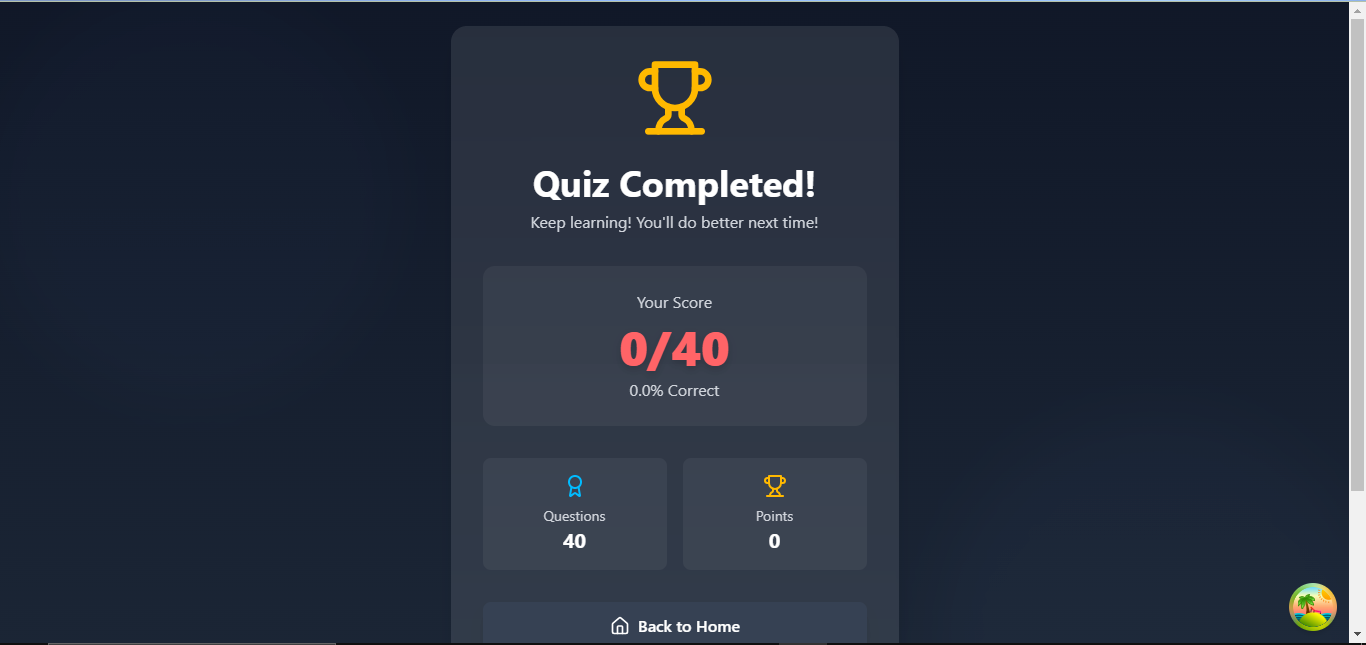 Quiz Completed!
Keep learning! You'll do better next time!
Your Score
0/40
0.0% Correct
Questions
40
Points
0
Back to Home